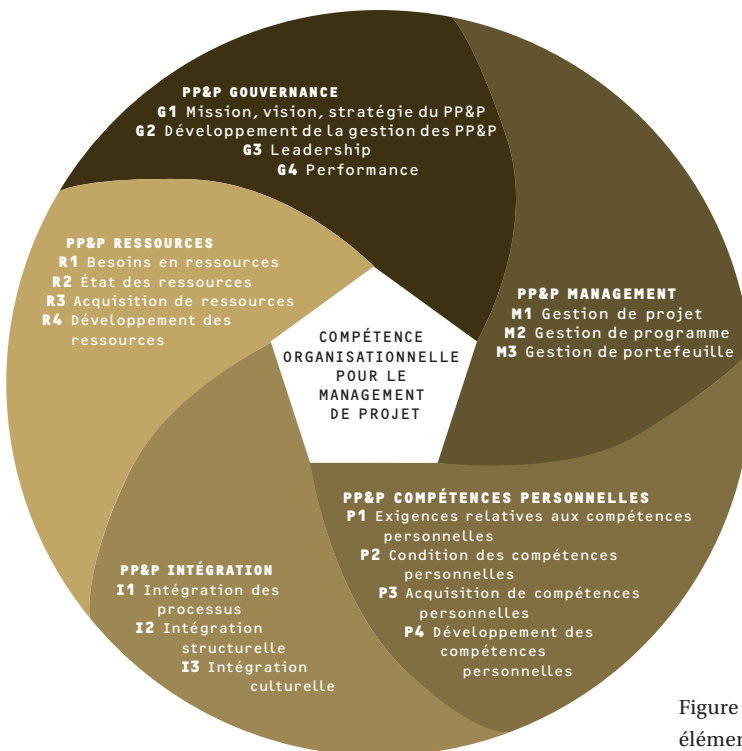 PP&P GOUVERNANCE
G1 Mission, vision, stratégie du PP&P
G2 Développement de la gestion des PP&P
G3 Leadership
G4 Performance
PP&P RESSOURCES
R1 Besoins en ressources
R2 État des ressources
R3 Acquisition de ressources
R4 Développement des
ressources
PP&P MANAGEMENT
M1 Gestion de projet
M2 Gestion de programme
M3 Gestion de portefeuille
COMPÉTENCE
ORGANISATIONNELLE
POUR LE
MANAGEMENT
DE PROJET
PP&P COMPÉTENCES PERSONNELLES
P1 Exigences relatives aux compétences
personnelles
P2 Condition des compétences
personnelles
P3 Acquisition de compétences
personnelles
P4 Développement des
compétences
personnelles
PP&P INTÉGRATION
I1 Intégration des
processus
I2 Intégration
structurelle
I3 Intégration
culturelle
Figure
élémen